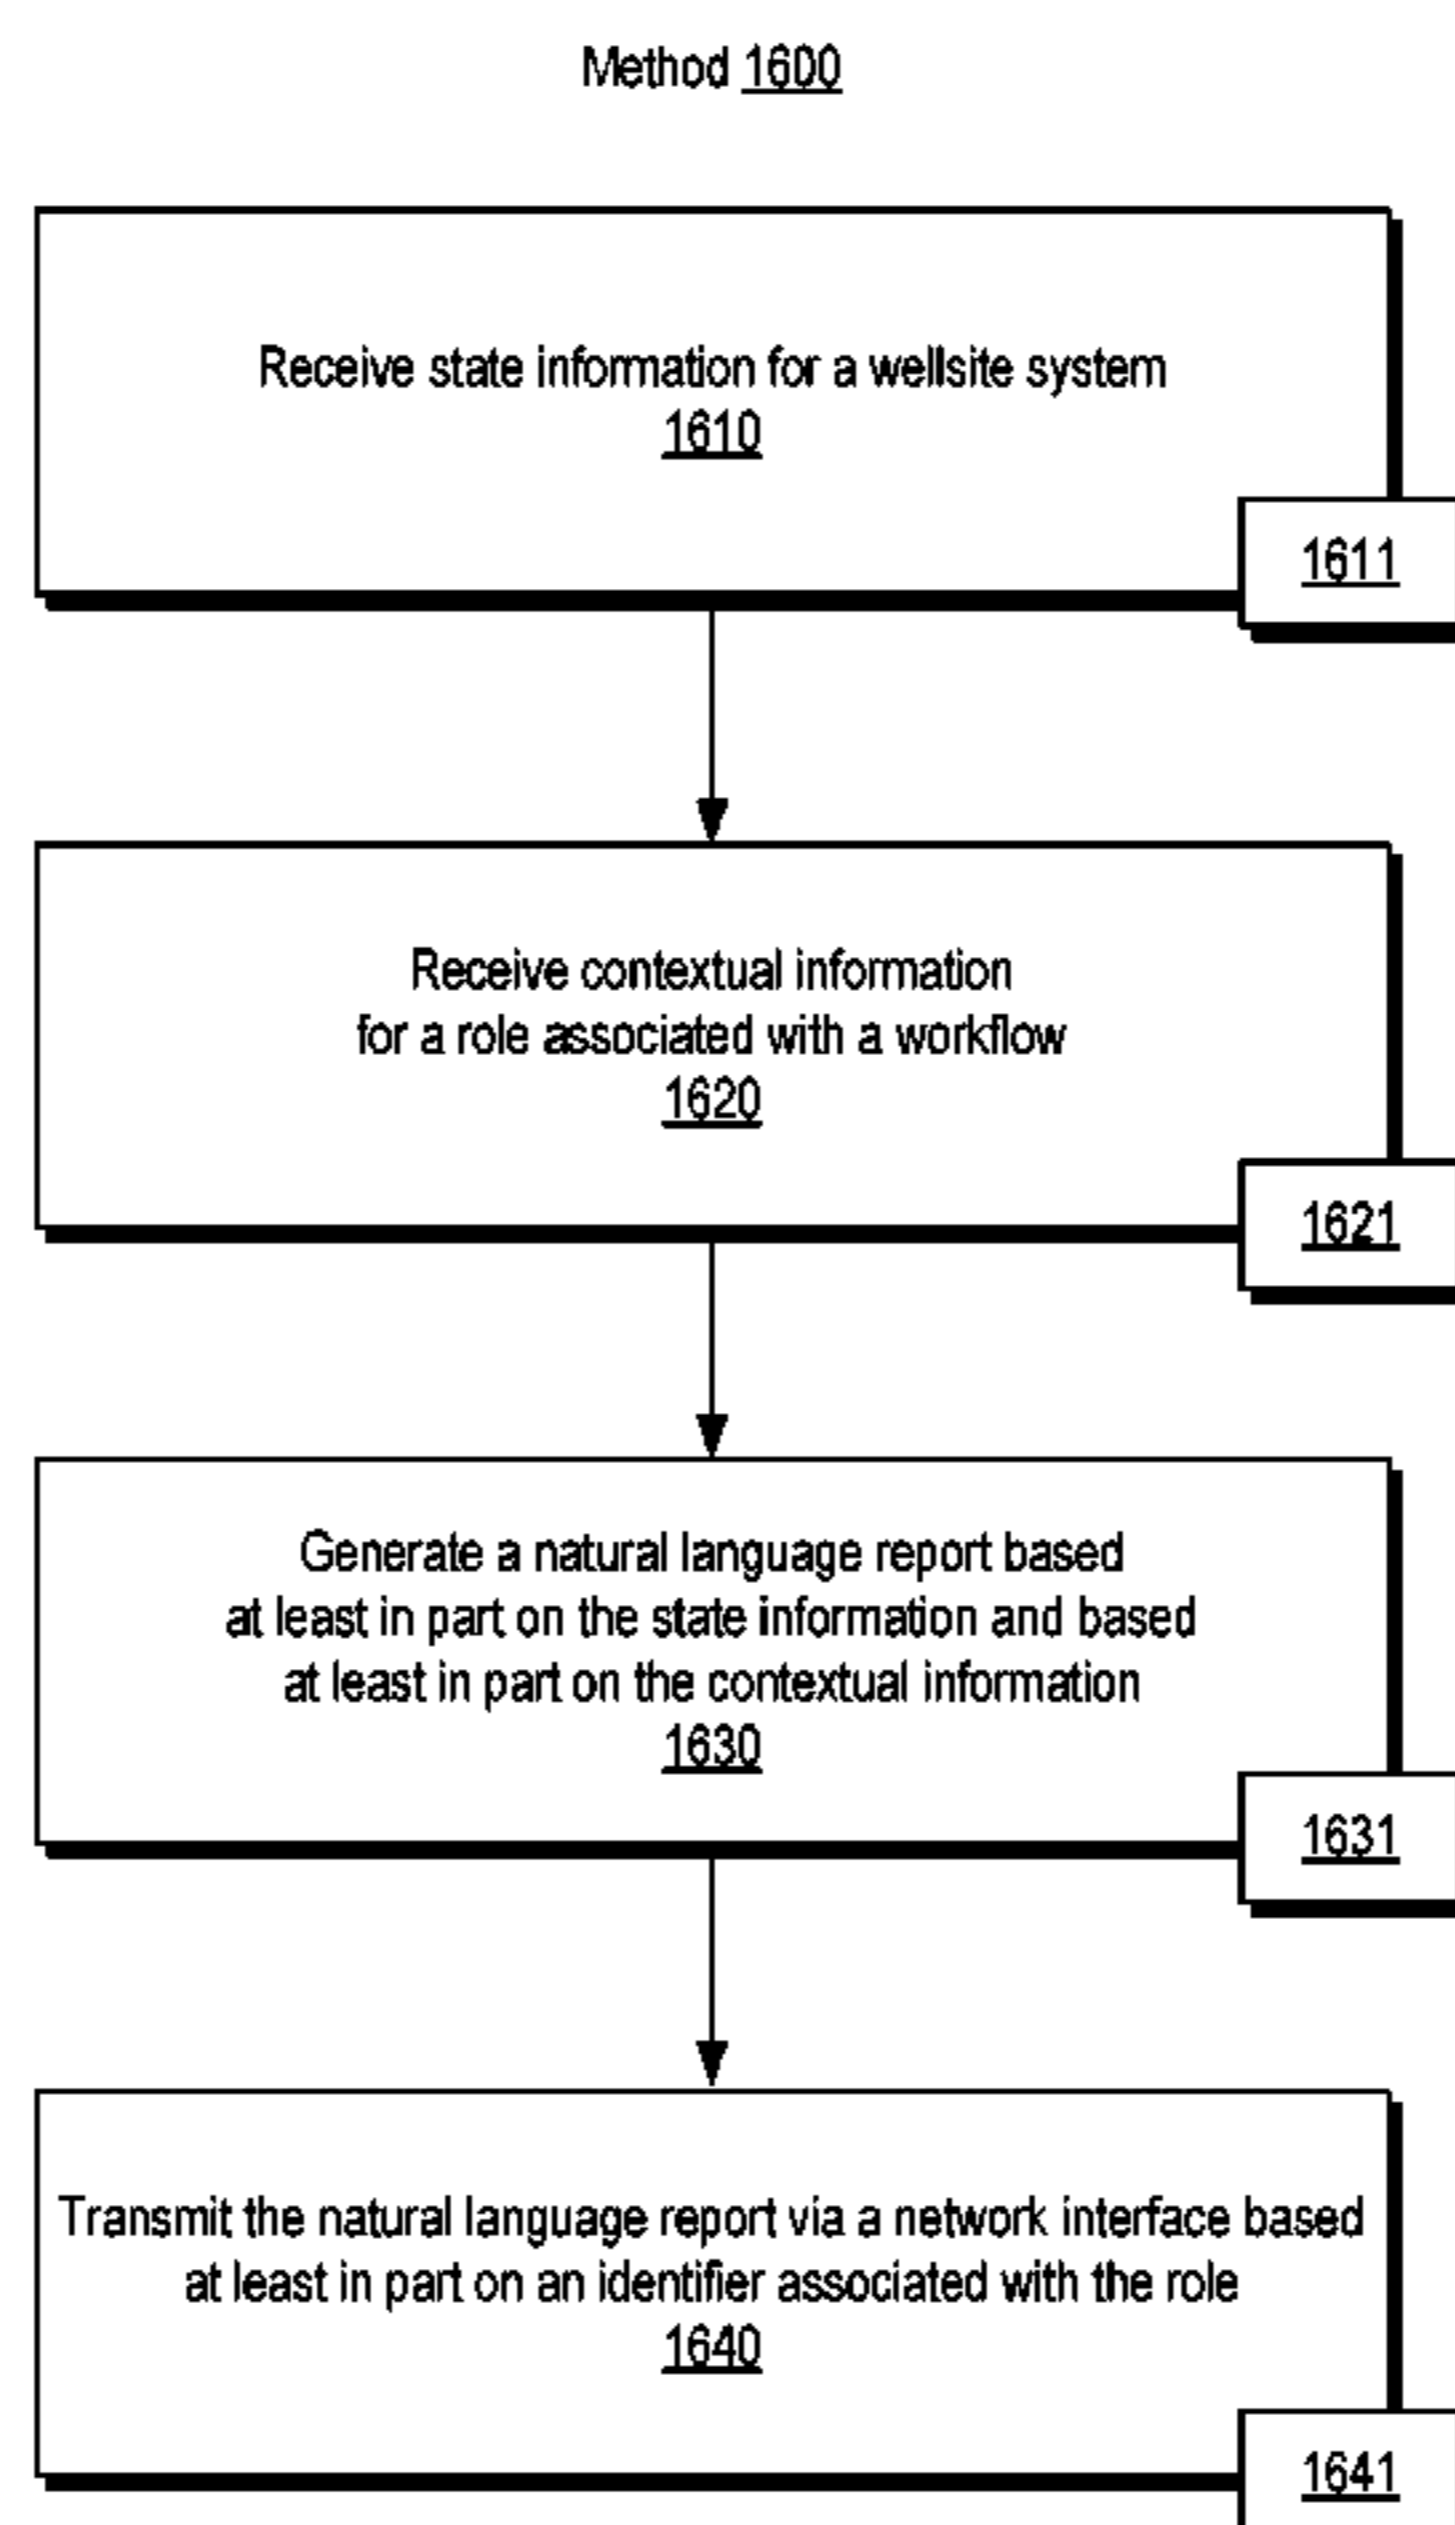 Method 1600
Receive state information for a wellsite system
1610
1611
Receive contextual information
for a role associated with a workflow
1620
1621
Generate a natural language report based
at least in part on the state information and based
at least in part on the contextual information
1630
1631
Transmit the natural language report via a network interface based
at least in part on an identifier associated with the role
1640
1641